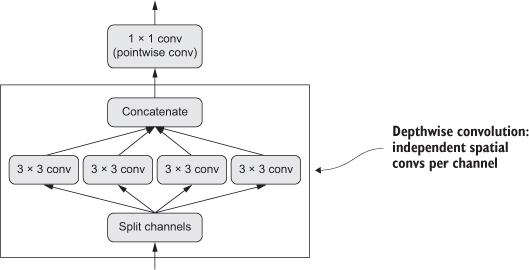 1 × 1 conv
(pointwise conv)
Concatenate
3 × 3 conv
3 × 3 conv
3 × 3 conv
3 × 3 conv
Split channels
Depthwise convolution:
independent spatial
convs per channel